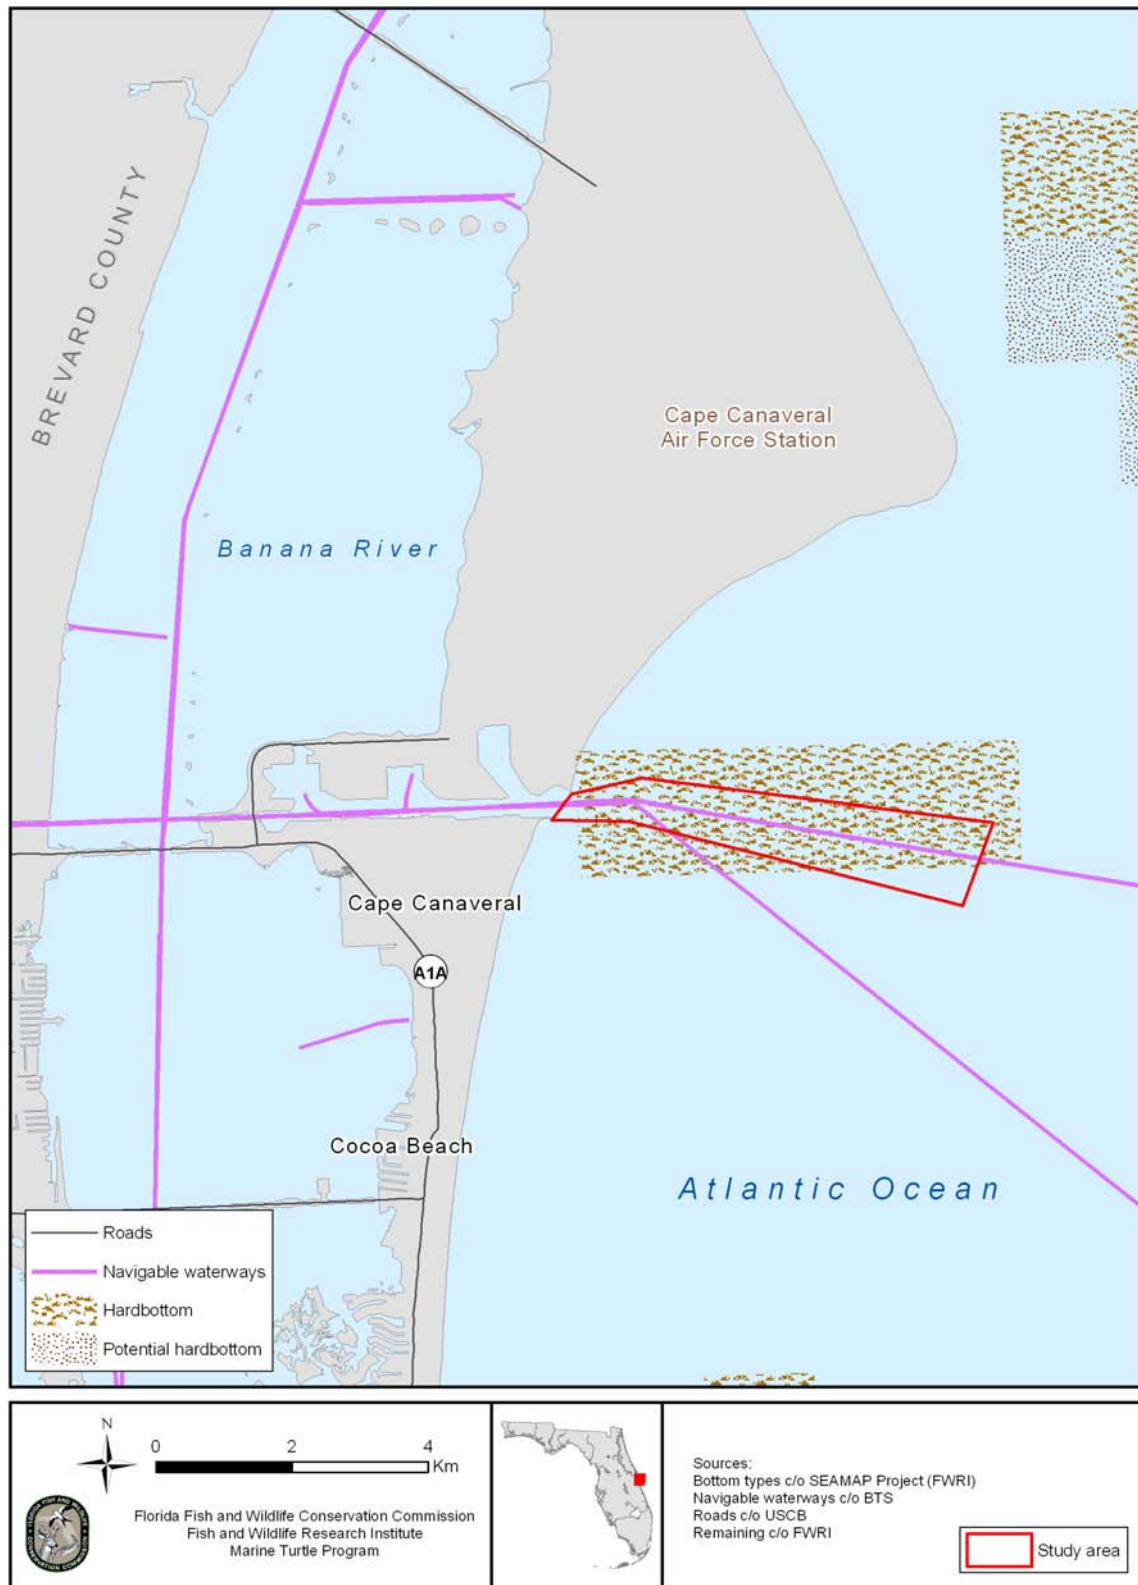 BREVARD COUNTY
Cape Canaveral
Air Force Station
Banana River
Cape Canaveral
A1A
Cocoa Beach
Atlantic Ocean
Roads
Navigable waterways
Hardbottom
Potential hardbottom
N
0 2 4
Km
Florida Fish and Wildlife Conservation Commission
Fish and Wildlife Research Institute
Marine Turtle Program
Sources:
Bottom types c/o SEAMAP Project (FWRI)
Navigable waterways c/o BTS
Roads c/o USCB
Remaining c/o FWRI
Study area